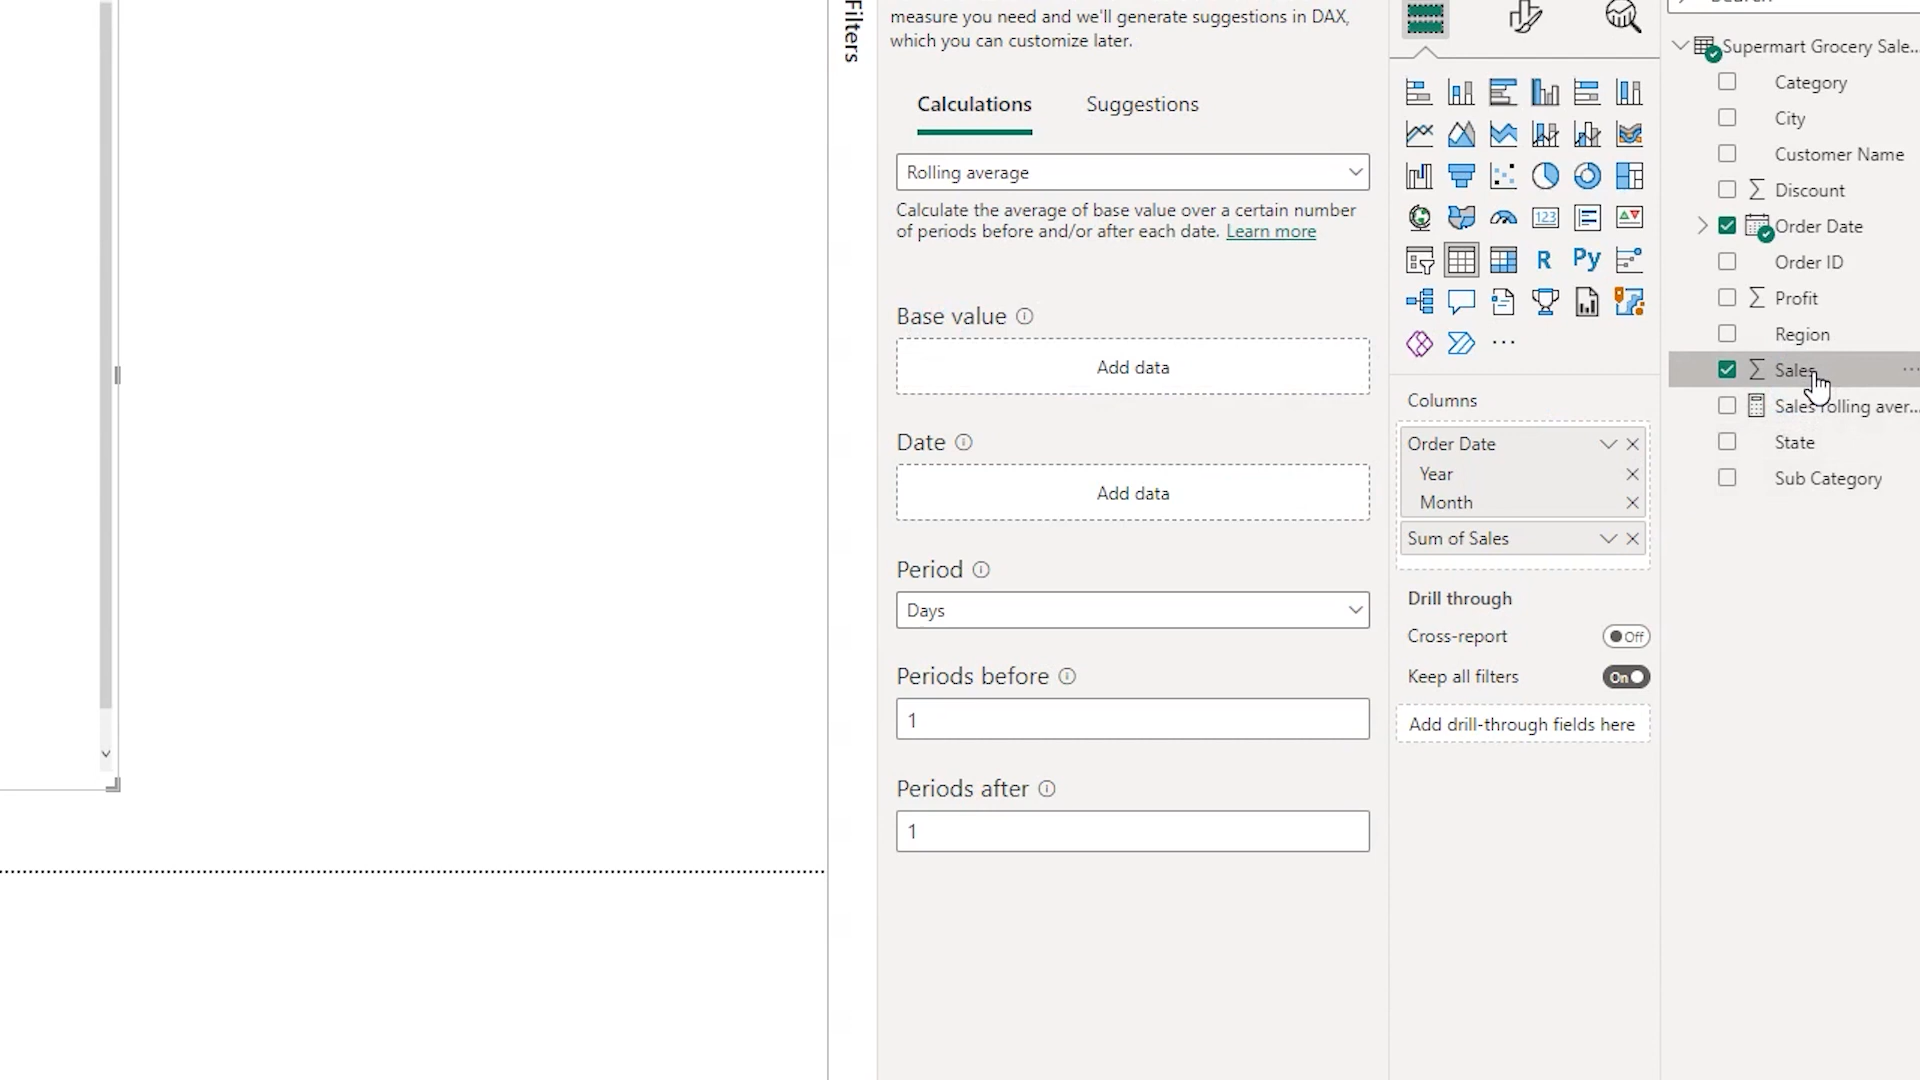 Filters
measure you need and we'll generate suggestions in DAX,
which you can customize later.
Calculations
Suggestions
Rolling average
Calculate the average of base value over a certain number
of periods before and/or after each date. Learn more
Base value
Add data
Date
Add data
Period
Days
Periods before
1
Periods after
1
123
R
Py
...
Columns
Order Date
Year
Month
Sum of Sales
Drill through
Cross-report
Off
Keep all filters
On
Add drill-through fields here
Supermart Grocery Sale...
Category
City
Customer Name
Discount
Order Date
Order ID
Profit
Region
Sales
Sales rolling aver...
State
Sub Category